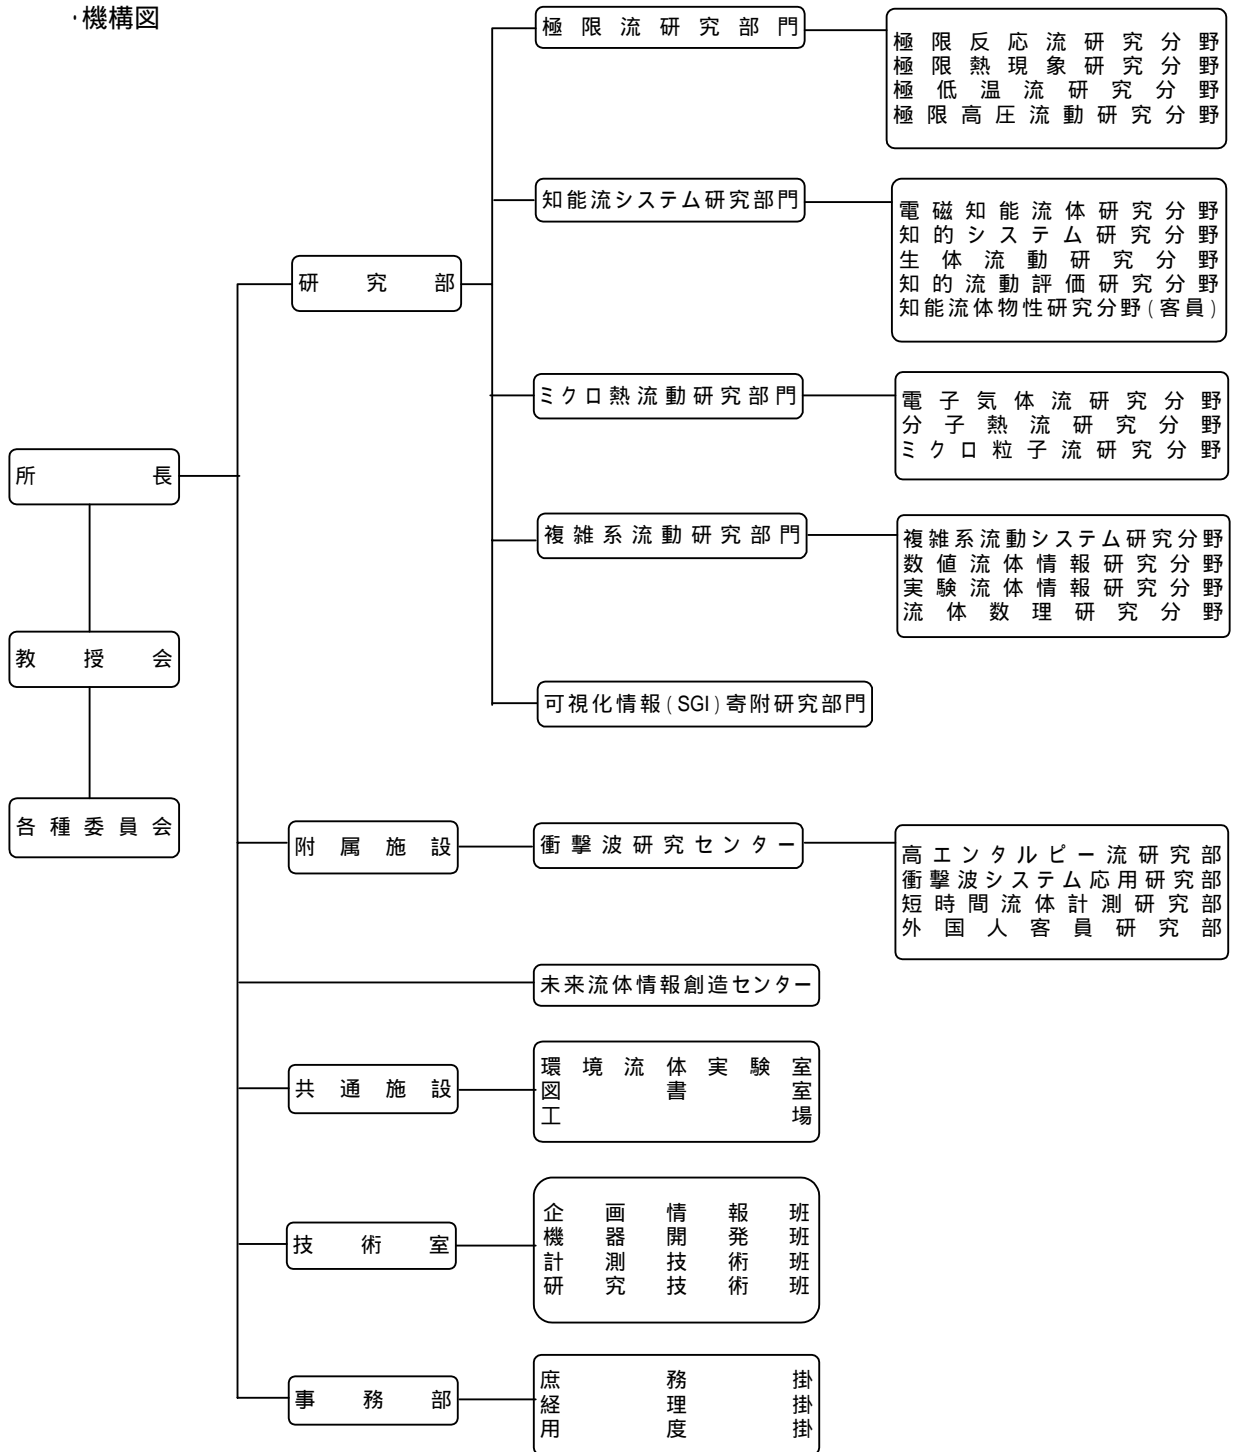 ・機構図
極限流研究部門
極限反応流研究分野
極限熱現象研究分野
極低温流研究分野
極限高圧流動研究分野
知能流システム研究部門
電磁知能流体研究分野
知的システム研究分野
生体流動研究分野
知的流動評価研究分野
知能流体物性研究分野(客員)
研究部
ミクロ熱流動研究部門
電子気体流研究分野
分子熱流研究分野
ミクロ粒子流研究分野
所長
複雑系流動研究部門
複雑系流動システム研究分野
数値流体情報研究分野
実験流体情報研究分野
流体数理研究分野
教授会
可視化情報(SGI)寄附研究部門
各種委員会
附属施設
衝撃波研究センター
高エンタルピー流研究部
衝撃波システム応用研究部
短時間流体計測研究部
外国人客員研究部
未来流体情報創造センター
共通施設
環境流体実験室
図書室
工場
技術室
企画情報班
機器開発班
計測技術班
研究技術班
事務部
庶務掛
経理掛
用度掛